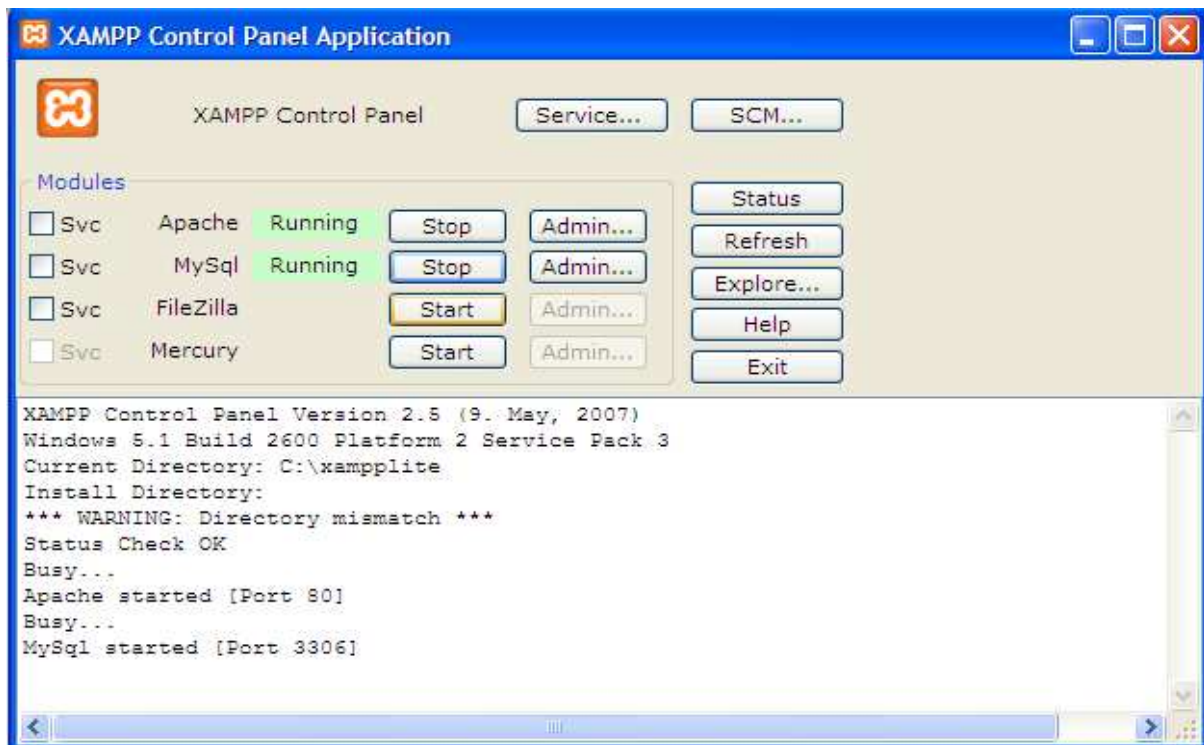 XAMPP Control Panel Application
XAMPP Control Panel Service... SCM...
Modules
Svc Apache Running Stop Admin...
Svc MySql Running Stop Admin...
Svc FileZilla Start Admin...
Svc Mercury Start Admin...
Status
Refresh
Explore...
Help
Exit
XAMPP Control Panel Version 2.5 (9. May, 2007)
Windows 5.1 Build 2600 Platform 2 Service Pack 3
Current Directory: C:\xampplite
Install Directory:
*** WARNING: Directory mismatch ***
Status Check OK
Busy...
Apache started [Port 80]
Busy...
MySql started [Port 3306]